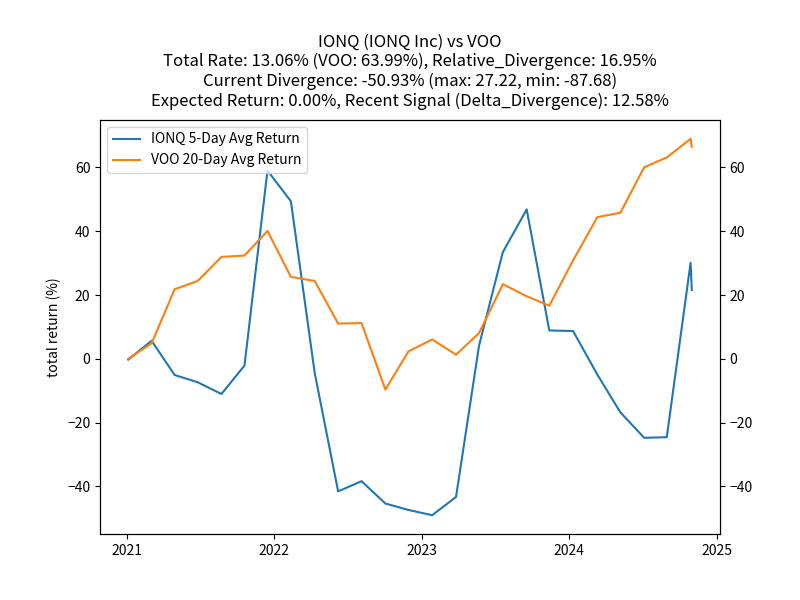 IONQ (IONQ Inc) vs VOO
Total Rate: 13.06% (VOO: 63.99%), Relative_Divergence: 16.95%
Current Divergence: -50.93% (max: 27.22, min: -87.68)
Expected Return: 0.00%, Recent Signal (Delta_Divergence): 12.58%
IONQ 5-Day Avg Return
VOO 20-Day Avg Return
total return (%)
60
40
20
0
−20
−40
60
40
20
0
−20
−40
2021 2022 2023 2024 2025